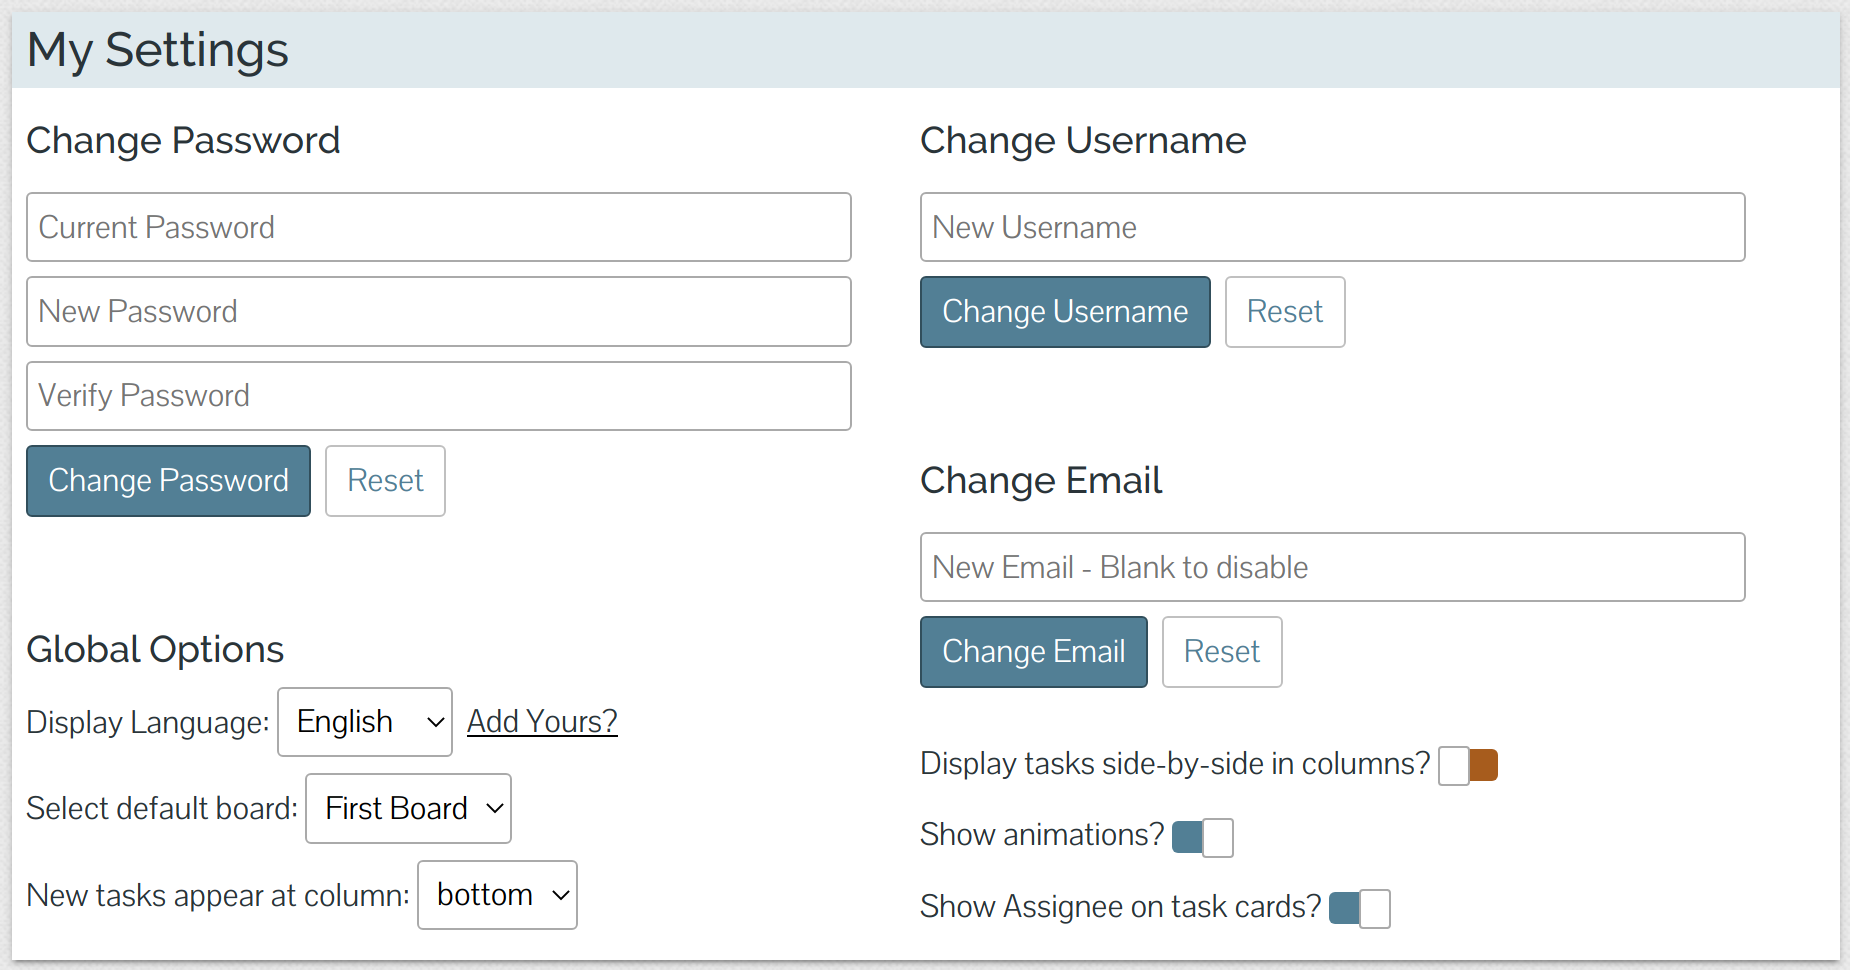 My Settings
Change Password
Current Password
New Password
Verify Password
Change Password Reset
Global Options
Display Language: English Add Yours?
Select default board: First Board
New tasks appear at column: bottom
Change Username
New Username
Change Username Reset
Change Email
New Email - Blank to disable
Change Email Reset
Display tasks side-by-side in columns?
Show animations?
Show Assignee on task cards?